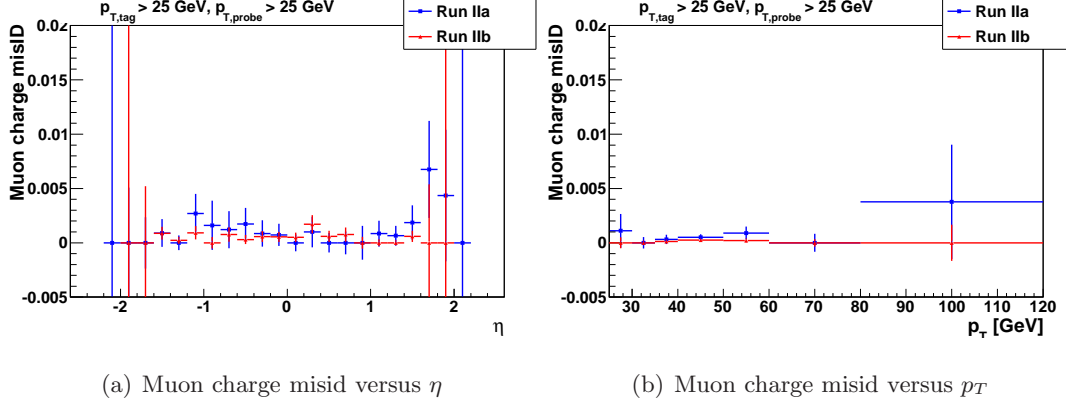 p_T,tag > 25 GeV, p_T,probe > 25 GeV
Run IIa
Run IIb
Muon charge misID
0.02
0.015
0.01
0.005
0
-0.005
-2 -1 0 1 2
η
(a) Muon charge misid versus η
p_T,tag > 25 GeV, p_T,probe > 25 GeV
Run IIa
Run IIb
Muon charge misID
0.02
0.015
0.01
0.005
0
-0.005
30 40 50 60 70 80 90 100 110 120
p_T [GeV]
(b) Muon charge misid versus p_T